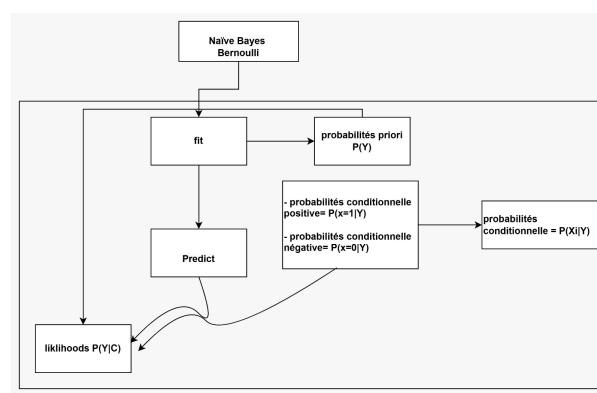 Naïve Bayes
Bernoulli
fit
probabilités priori
P(Y)
- probabilités conditionnelle
positive= P(x=1|Y)
- probabilités conditionnelle
négative= P(x=0|Y)
probabilités
conditionnelle = P(Xi|Y)
Predict
liklihoods P(Y|C)